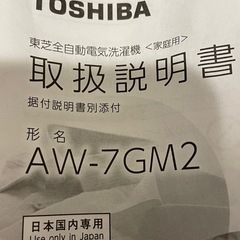 TOSHIBA
東芝全自動電気洗濯機<家庭用>
取扱説明書
据付説明書別添付
形名
AW-7GM2
日本国内専用
Use only in Japan